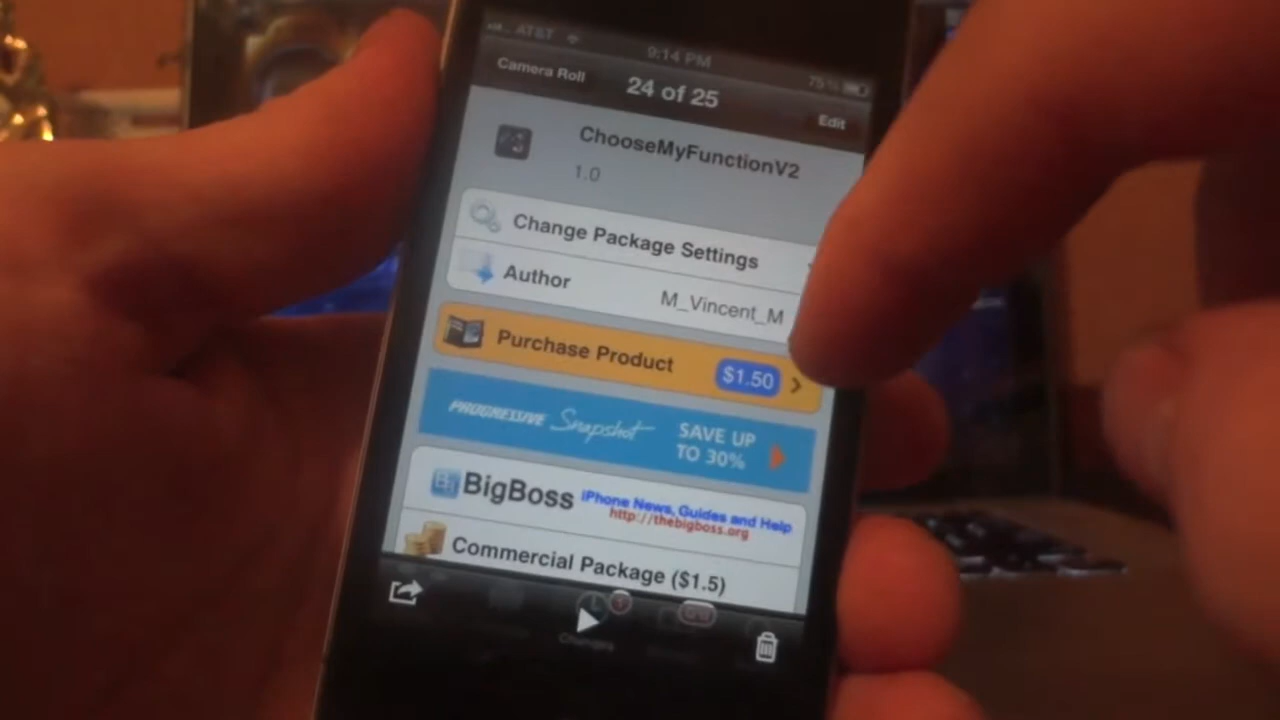 AT&T 9:14 PM 75%
Camera Roll 24 of 25 Edit
ChooseMyFunctionV2
1.0
Change Package Settings
Author M_Vincent_M
Purchase Product $1.50
PROGRESSIVE Snapshot SAVE UP
TO 30%
BigBoss iPhone News, Guides and Help
http://thebigboss.org
Commercial Package ($1.5)
Changes